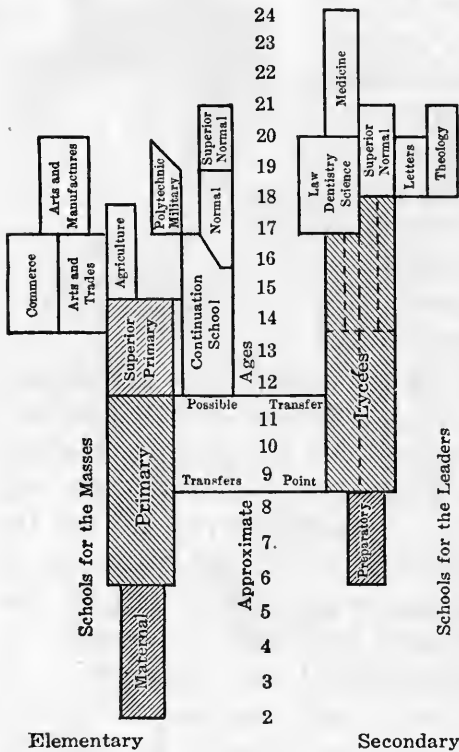 24
23
22
21
20
19
18
17
16
15
14
13
12
11
10
9
8
7
6
5
4
3
2
Ages
Approximate
Schools for the Masses
Commerce
Arts and
Trades
Arts and
Manufactures
Agriculture
Polytechnic
Military
Superior Normal
Normal
Continuation
School
Superior
Primary
Primary
Maternal
Possible Transfer
Transfers Point
Medicine
Law
Dentistry
Science
Superior
Normal
Letters
Theology
Lycées
Preparatory
Schools for the Leaders
Elementary
Secondary